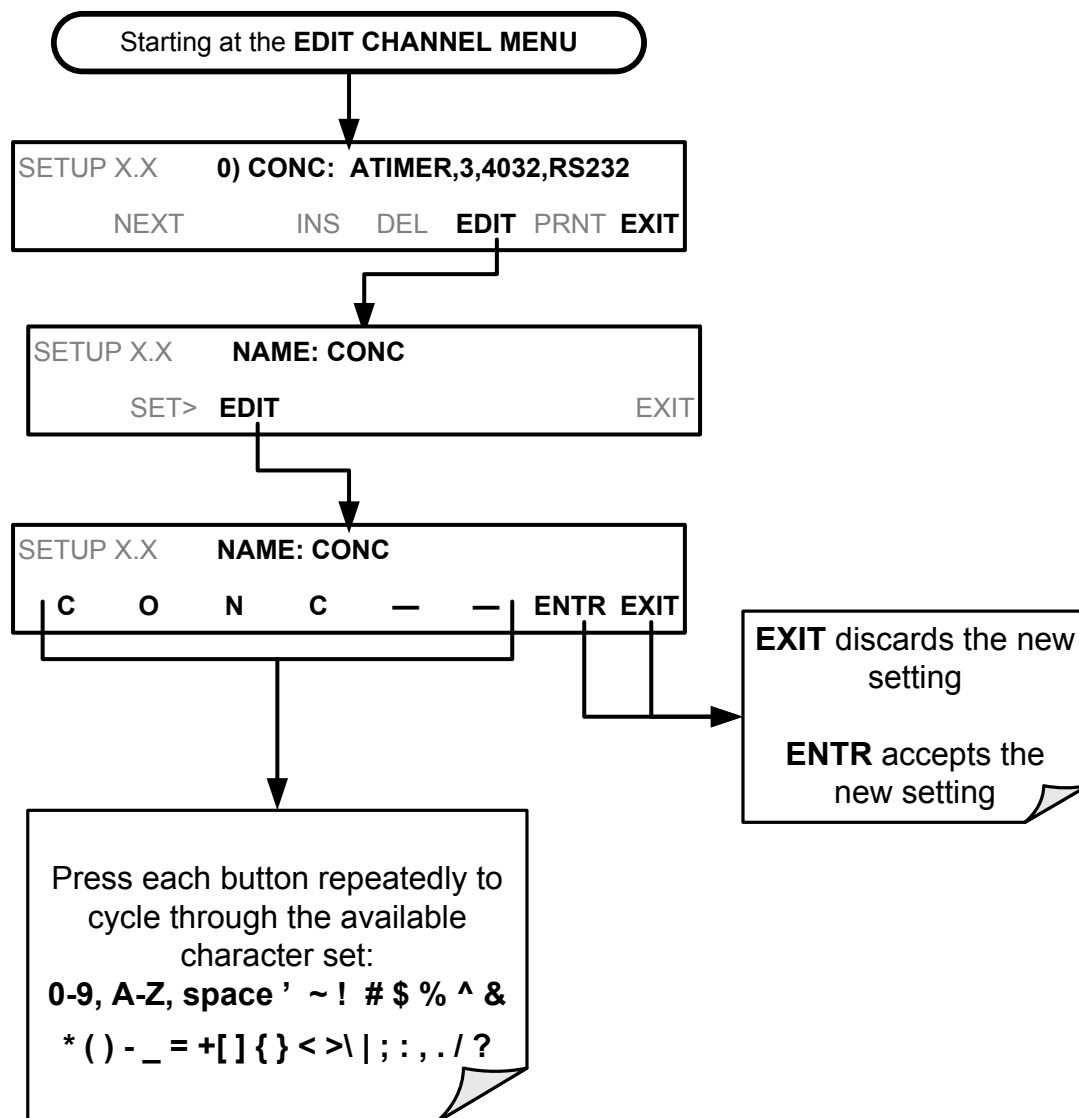 Starting at the EDIT CHANNEL MENU
SETUP X.X 0) CONC: ATIMER,3,4032,RS232
NEXT INS DEL EDIT PRNT EXIT
SETUP X.X NAME: CONC
SET> EDIT EXIT
SETUP X.X NAME: CONC
C O N C — — ENTR EXIT
EXIT discards the new
setting
ENTR accepts the
new setting
Press each button repeatedly to
cycle through the available
character set:
0-9, A-Z, space ’ ~ ! # $ % ^ &
* ( ) - _ = +[ ] { } < >\ | ; : , . / ?